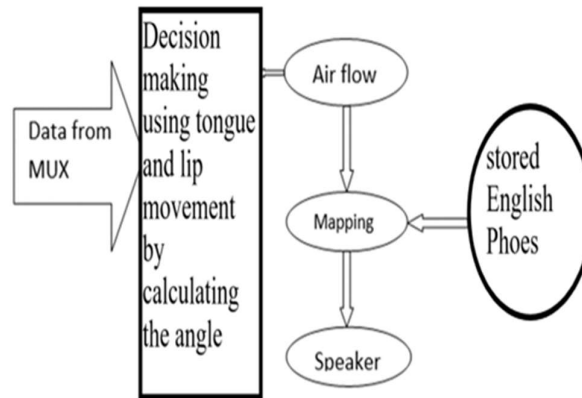 Data from
MUX
Decision
making
using tongue
and lip
movement
by
calculating
the angle
Air flow
Mapping
Speaker
stored
English
Phoes